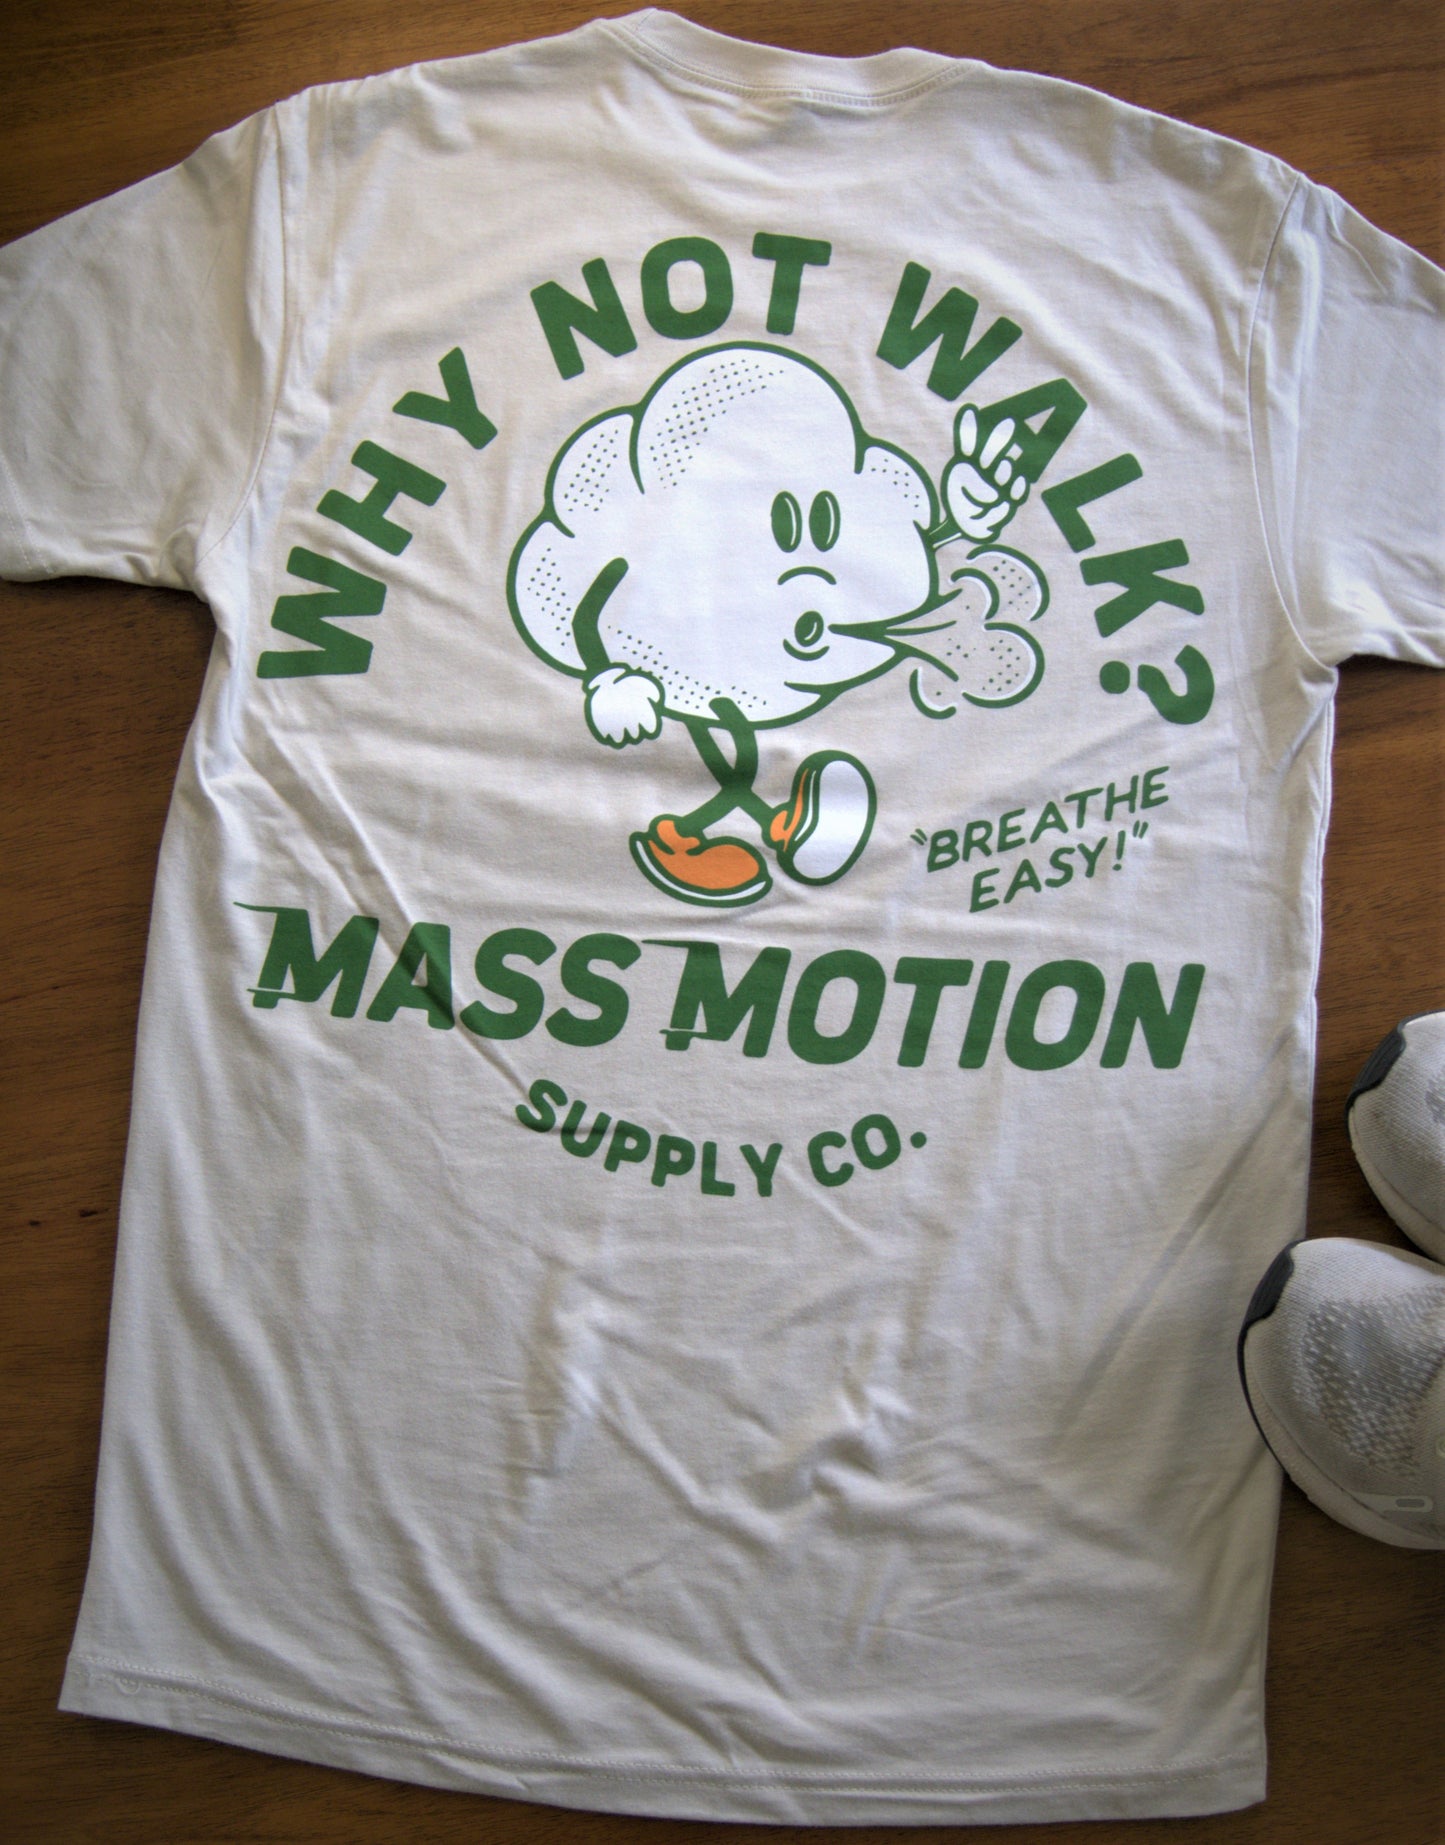 WHY NOT WALK?
"BREATHE
EASY!"
MASS MOTION
SUPPLY CO.